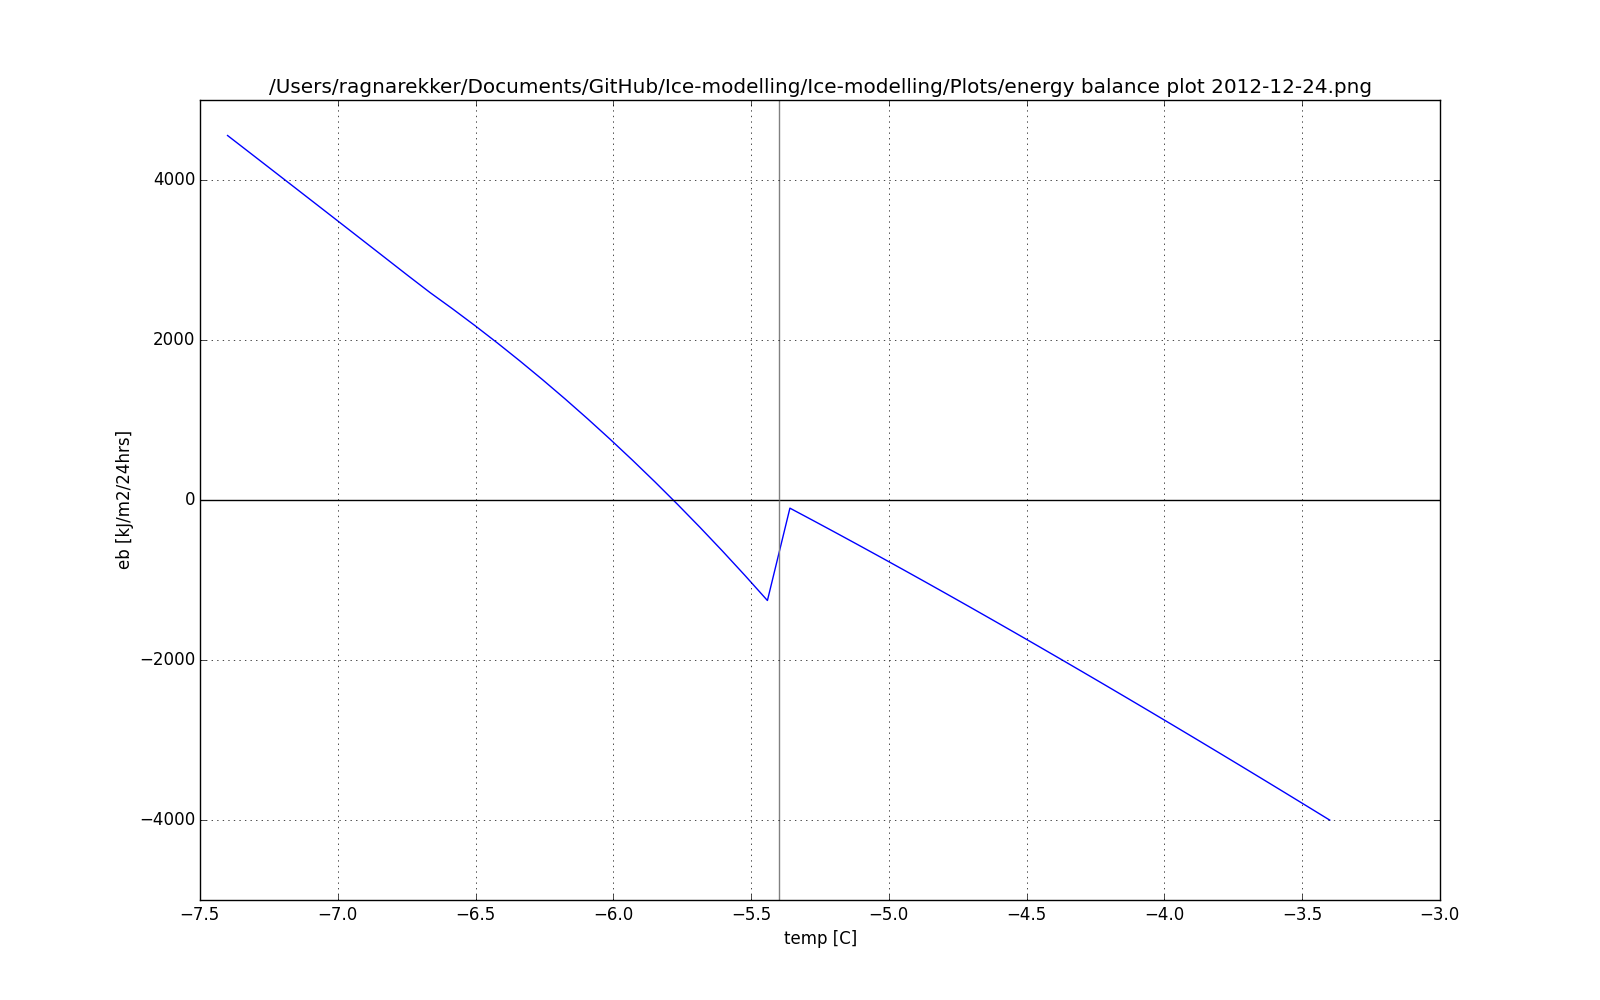 /Users/ragnarekker/Documents/GitHub/Ice-modelling/Ice-modelling/Plots/energy balance plot 2012-12-24.png
4000
2000
0
−2000
−4000
eb [kJ/m2/24hrs]
−7.5 −7.0 −6.5 −6.0 −5.5 −5.0 −4.5 −4.0 −3.5 −3.0
temp [C]